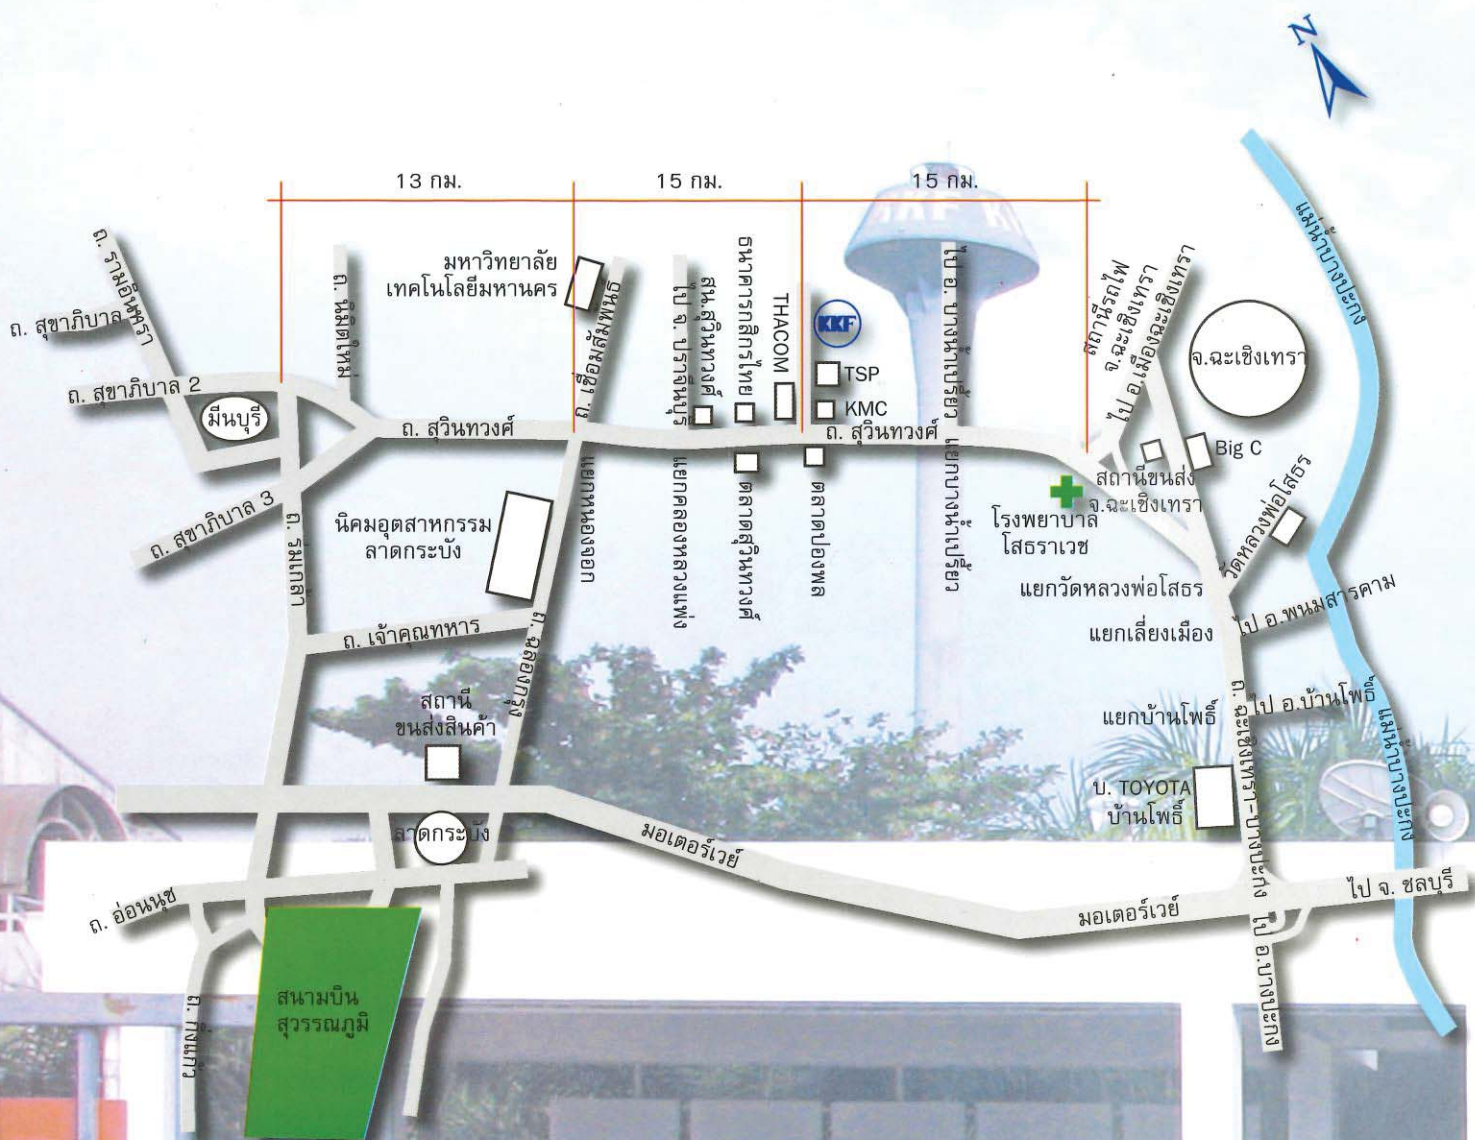 N
13 กม.
15 กม.
15 กม.
KKF
ถ. รามอินทรา
ถ. สุขาภิบาล
ถ. สุขาภิบาล 2
มีนบุรี
ถ. สุขาภิบาล 3
ถ. นิมิตใหม่
มหาวิทยาลัย
เทคโนโลยีมหานคร
ถ. เชื่อมสัมพันธ์
ไป จ. ปราจีนบุรี
สน.สุวินทวงศ์
ธนาคารกสิกรไทย
THACOM
KKF
TSP
KMC
ไป อ. บางน้ำเปรี้ยว
สถานีรถไฟ
จ.ฉะเชิงเทรา
ไป อ.เมืองฉะเชิงเทรา
จ.ฉะเชิงเทรา
แม่น้ำบางปะกง
ถ. สุวินทวงศ์
ถ. สุวินทวงศ์
แยกหนองจอก
แยกคลองหลวงแพ่ง
ตลาดสุวินทวงศ์
ตลาดปองพล
แยกบางน้ำเปรี้ยว
Big C
สถานีขนส่ง
จ.ฉะเชิงเทรา
โรงพยาบาล
โสธราเวช
วัดหลวงพ่อโสธร
แยกวัดหลวงพ่อโสธร
ไป อ.พนมสารคาม
แยกเลี่ยงเมือง
ถ. ร่มเกล้า
นิคมอุตสาหกรรม
ลาดกระบัง
ถ. เจ้าคุณทหาร
ถ. ฉลองกรุง
สถานี
ขนส่งสินค้า
ไป อ.บ้านโพธิ์
แยกบ้านโพธิ์
ถ. ฉะเชิงเทรา-บางปะกง
แม่น้ำบางปะกง
บ. TOYOTA
บ้านโพธิ์
ลาดกระบัง
มอเตอร์เวย์
มอเตอร์เวย์
ไป จ. ชลบุรี
ไป อ.บางปะกง
ถ. อ่อนนุช
ถ. กิ่งแก้ว
สนามบิน
สุวรรณภูมิ